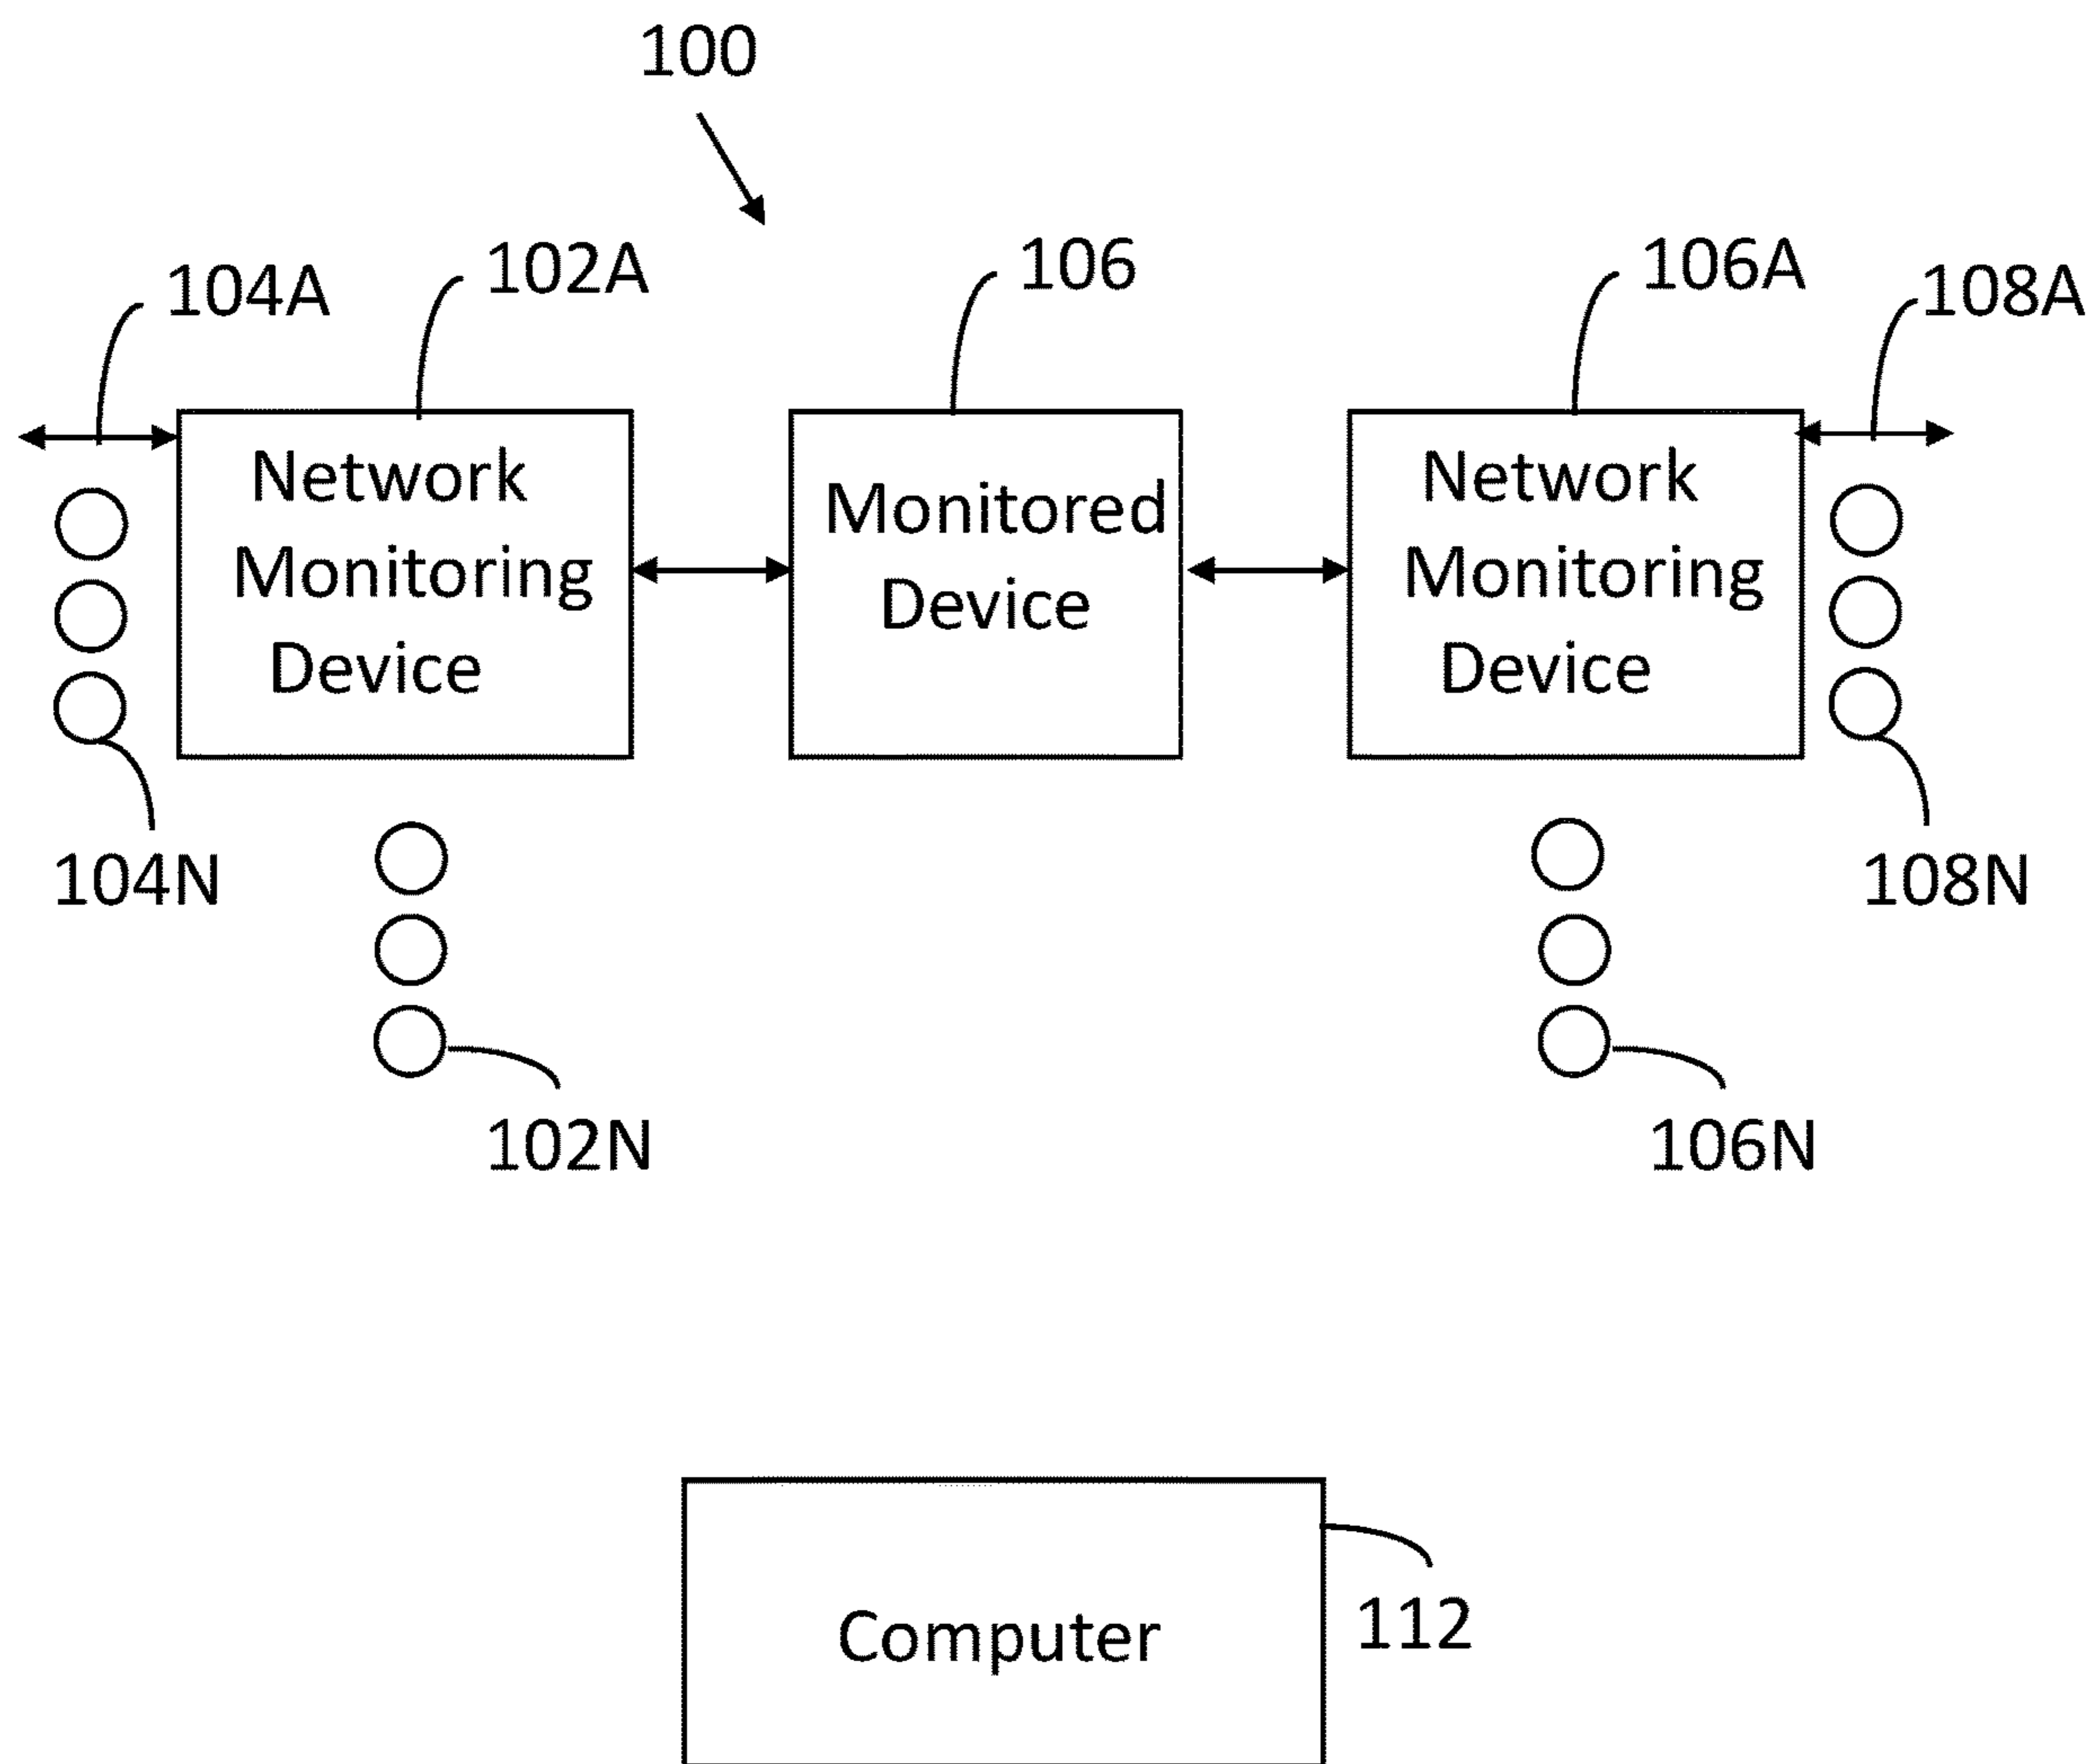 100
104A
102A
106
106A
108A
Network
Monitoring
Device
Monitored
Device
Network
Monitoring
Device
104N
108N
102N
106N
Computer
112